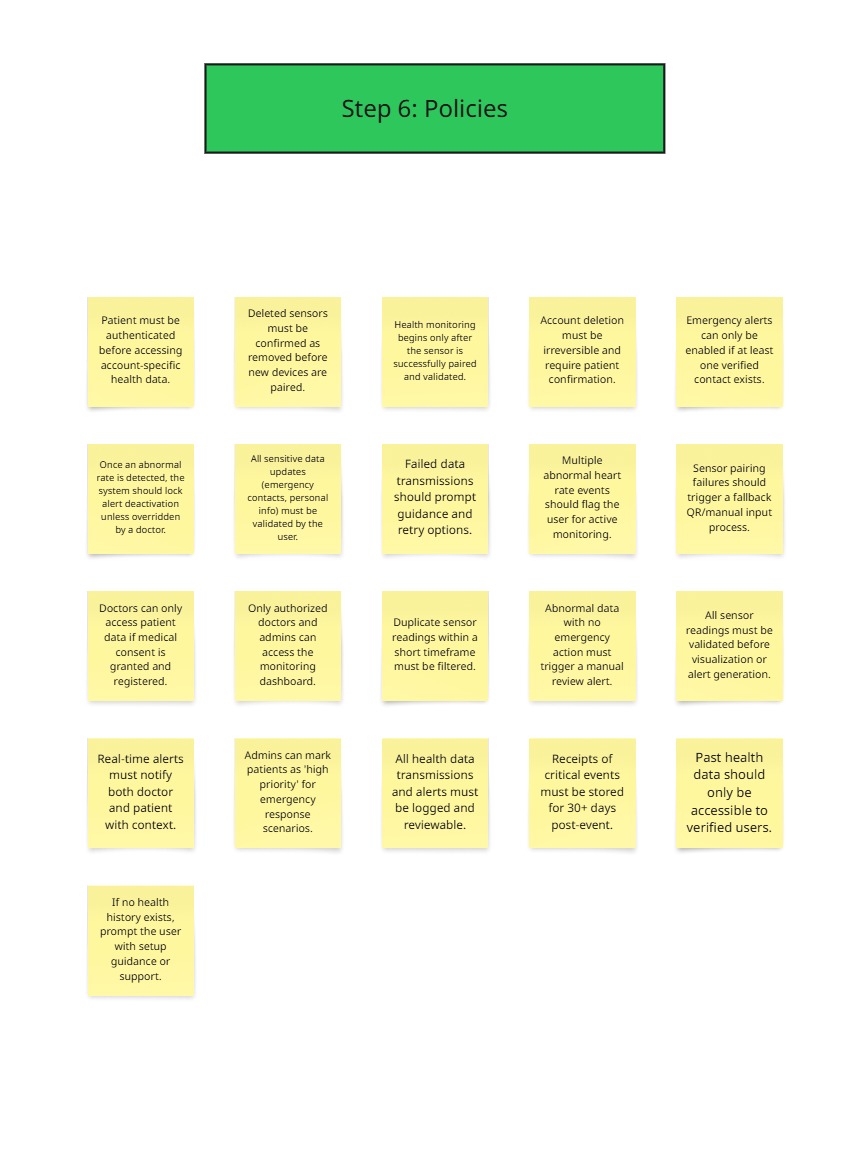 Step 6: Policies
Patient must be
authenticated
before accessing
account-specific
health data.
Deleted sensors
must be
confirmed as
removed before
new devices are
paired.
Health monitoring
begins only after
the sensor is
successfully paired
and validated.
Account deletion
must be
irreversible and
require patient
confirmation.
Emergency alerts
can only be
enabled if at least
one verified
contact exists.
Once an abnormal
rate is detected, the
system should lock
alert deactivation
unless overridden
by a doctor.
All sensitive data
updates
(emergency
contacts, personal
info) must be
validated by the
user.
Failed data
transmissions
should prompt
guidance and
retry options.
Multiple
abnormal heart
rate events
should flag the
user for active
monitoring.
Sensor pairing
failures should
trigger a fallback
QR/manual input
process.
Doctors can only
access patient
data if medical
consent is
granted and
registered.
Only authorized
doctors and
admins can
access the
monitoring
dashboard.
Duplicate sensor
readings within a
short timeframe
must be filtered.
Abnormal data
with no
emergency
action must
trigger a manual
review alert.
All sensor
readings must be
validated before
visualization or
alert generation.
Real-time alerts
must notify
both doctor
and patient
with context.
Admins can mark
patients as 'high
priority' for
emergency
response
scenarios.
All health data
transmissions
and alerts must
be logged and
reviewable.
Receipts of
critical events
must be stored
for 30+ days
post-event.
Past health
data should
only be
accessible to
verified users.
If no health
history exists,
prompt the user
with setup
guidance or
support.